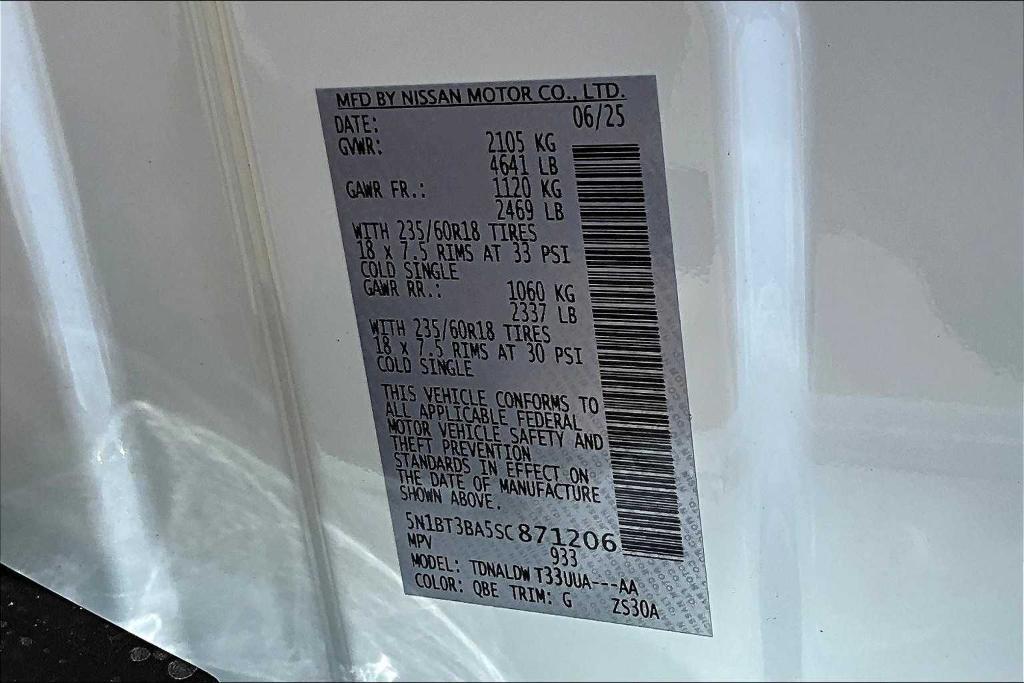 MFD BY NISSAN MOTOR CO., LTD.
DATE: 06/25
GVWR: 2105 KG
4641 LB
GAWR FR.: 1120 KG
2469 LB
WITH 235/60R18 TIRES
18 x 7.5 RIMS AT 33 PSI
COLD SINGLE
GAWR RR.: 1060 KG
2337 LB
WITH 235/60R18 TIRES
18 x 7.5 RIMS AT 30 PSI
COLD SINGLE
THIS VEHICLE CONFORMS TO
ALL APPLICABLE FEDERAL
MOTOR VEHICLE SAFETY AND
THEFT PREVENTION
STANDARDS IN EFFECT ON
THE DATE OF MANUFACTURE
SHOWN ABOVE.
5N1BT3BA5SC871206
MPV 933
MODEL: TDNALDW T33UUA---AA
COLOR: QBE TRIM: G ZS30A